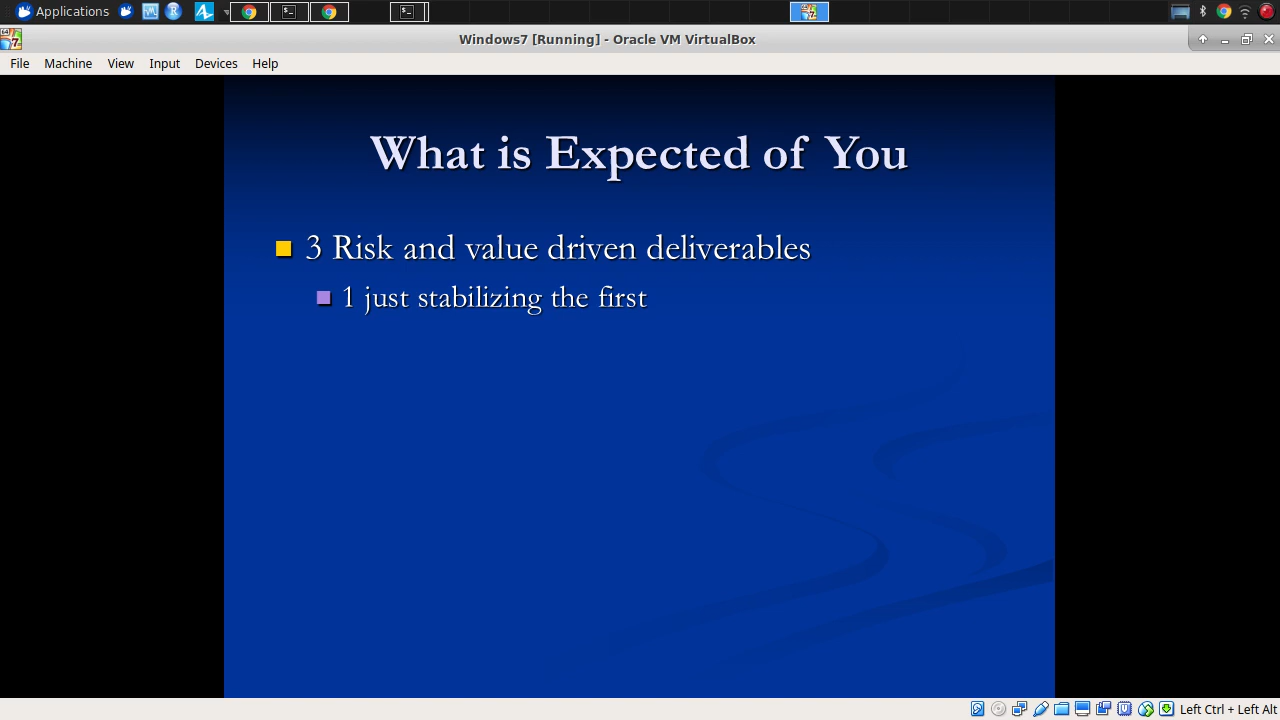 Applications
Windows7 [Running] - Oracle VM VirtualBox
File Machine View Input Devices Help
What is Expected of You
3 Risk and value driven deliverables
1 just stabilizing the first
Left Ctrl + Left Alt